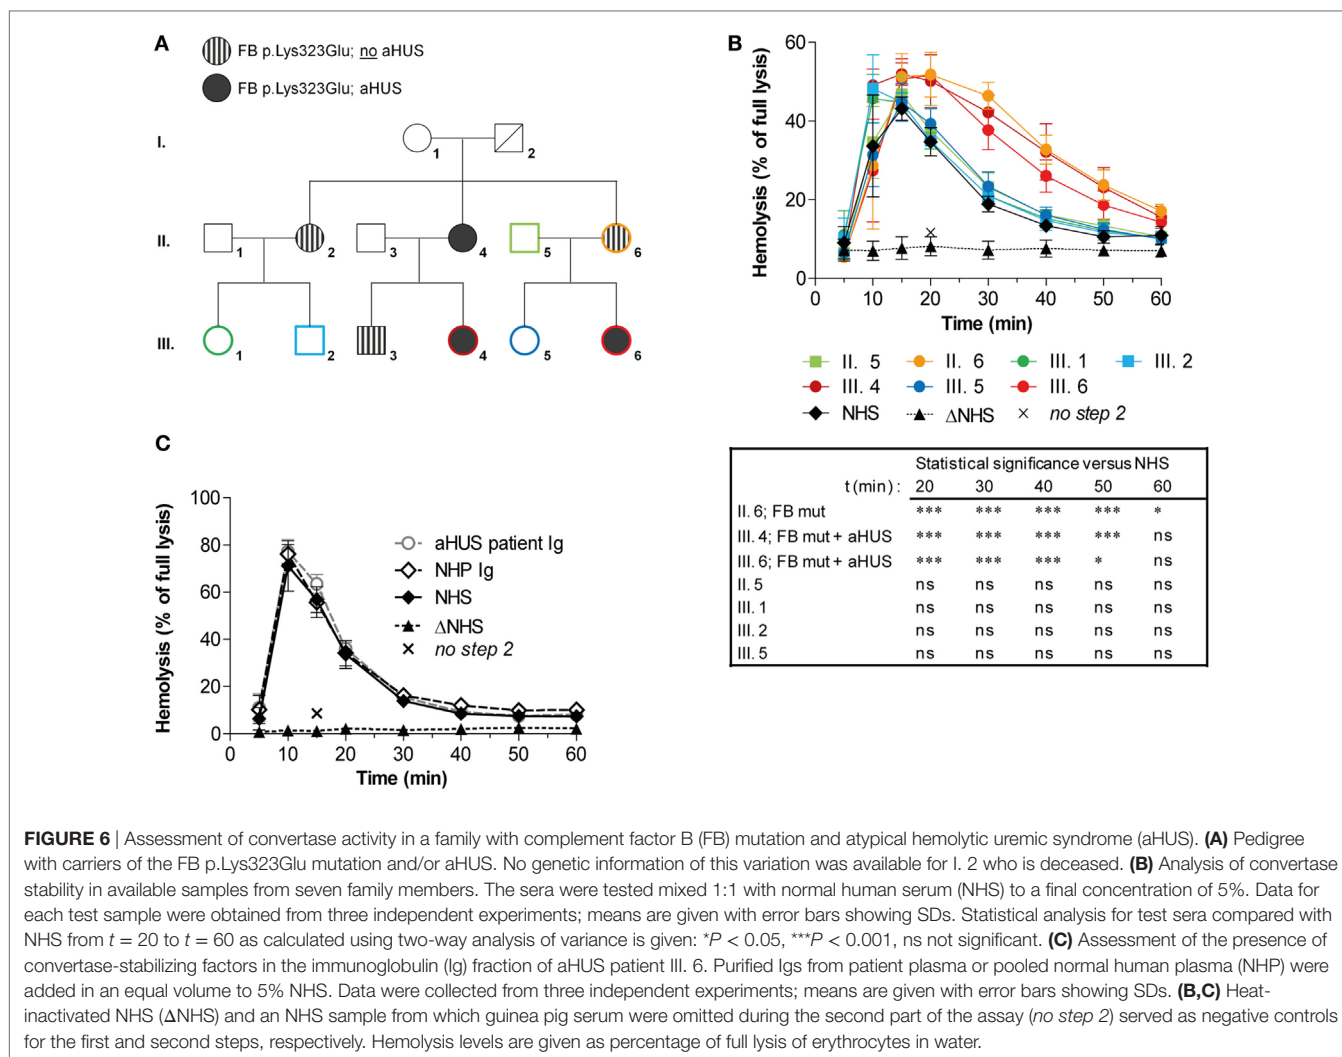 A
FB p.Lys323Glu; no aHUS
FB p.Lys323Glu; aHUS
I.
1
2
II.
1
2
3
4
5
6
III.
1
2
3
4
5
6
B
Hemolysis (% of full lysis)
60
40
20
0
0 10 20 30 40 50 60
Time (min)
II. 5 II. 6 III. 1 III. 2
III. 4 III. 5 III. 6
NHS ΔNHS no step 2
Statistical significance versus NHS
t (min) : 20 30 40 50 60
II. 6; FB mut *** *** *** *** *
III. 4; FB mut + aHUS *** *** *** *** ns
III. 6; FB mut + aHUS *** *** *** * ns
II. 5 ns ns ns ns ns
III. 1 ns ns ns ns ns
III. 2 ns ns ns ns ns
III. 5 ns ns ns ns ns
C
Hemolysis (% of full lysis)
100
80
60
40
20
0
0 10 20 30 40 50 60
Time (min)
aHUS patient Ig
NHP Ig
NHS
ΔNHS
no step 2
FIGURE 6 | Assessment of convertase activity in a family with complement factor B (FB) mutation and atypical hemolytic uremic syndrome (aHUS). (A) Pedigree
with carriers of the FB p.Lys323Glu mutation and/or aHUS. No genetic information of this variation was available for I. 2 who is deceased. (B) Analysis of convertase
stability in available samples from seven family members. The sera were tested mixed 1:1 with normal human serum (NHS) to a final concentration of 5%. Data for
each test sample were obtained from three independent experiments; means are given with error bars showing SDs. Statistical analysis for test sera compared with
NHS from t = 20 to t = 60 as calculated using two-way analysis of variance is given: *P < 0.05, ***P < 0.001, ns not significant. (C) Assessment of the presence of
convertase-stabilizing factors in the immunoglobulin (Ig) fraction of aHUS patient III. 6. Purified Igs from patient plasma or pooled normal human plasma (NHP) were
added in an equal volume to 5% NHS. Data were collected from three independent experiments; means are given with error bars showing SDs. (B,C) Heat-
inactivated NHS (ΔNHS) and an NHS sample from which guinea pig serum were omitted during the second part of the assay (no step 2) served as negative controls
for the first and second steps, respectively. Hemolysis levels are given as percentage of full lysis of erythrocytes in water.